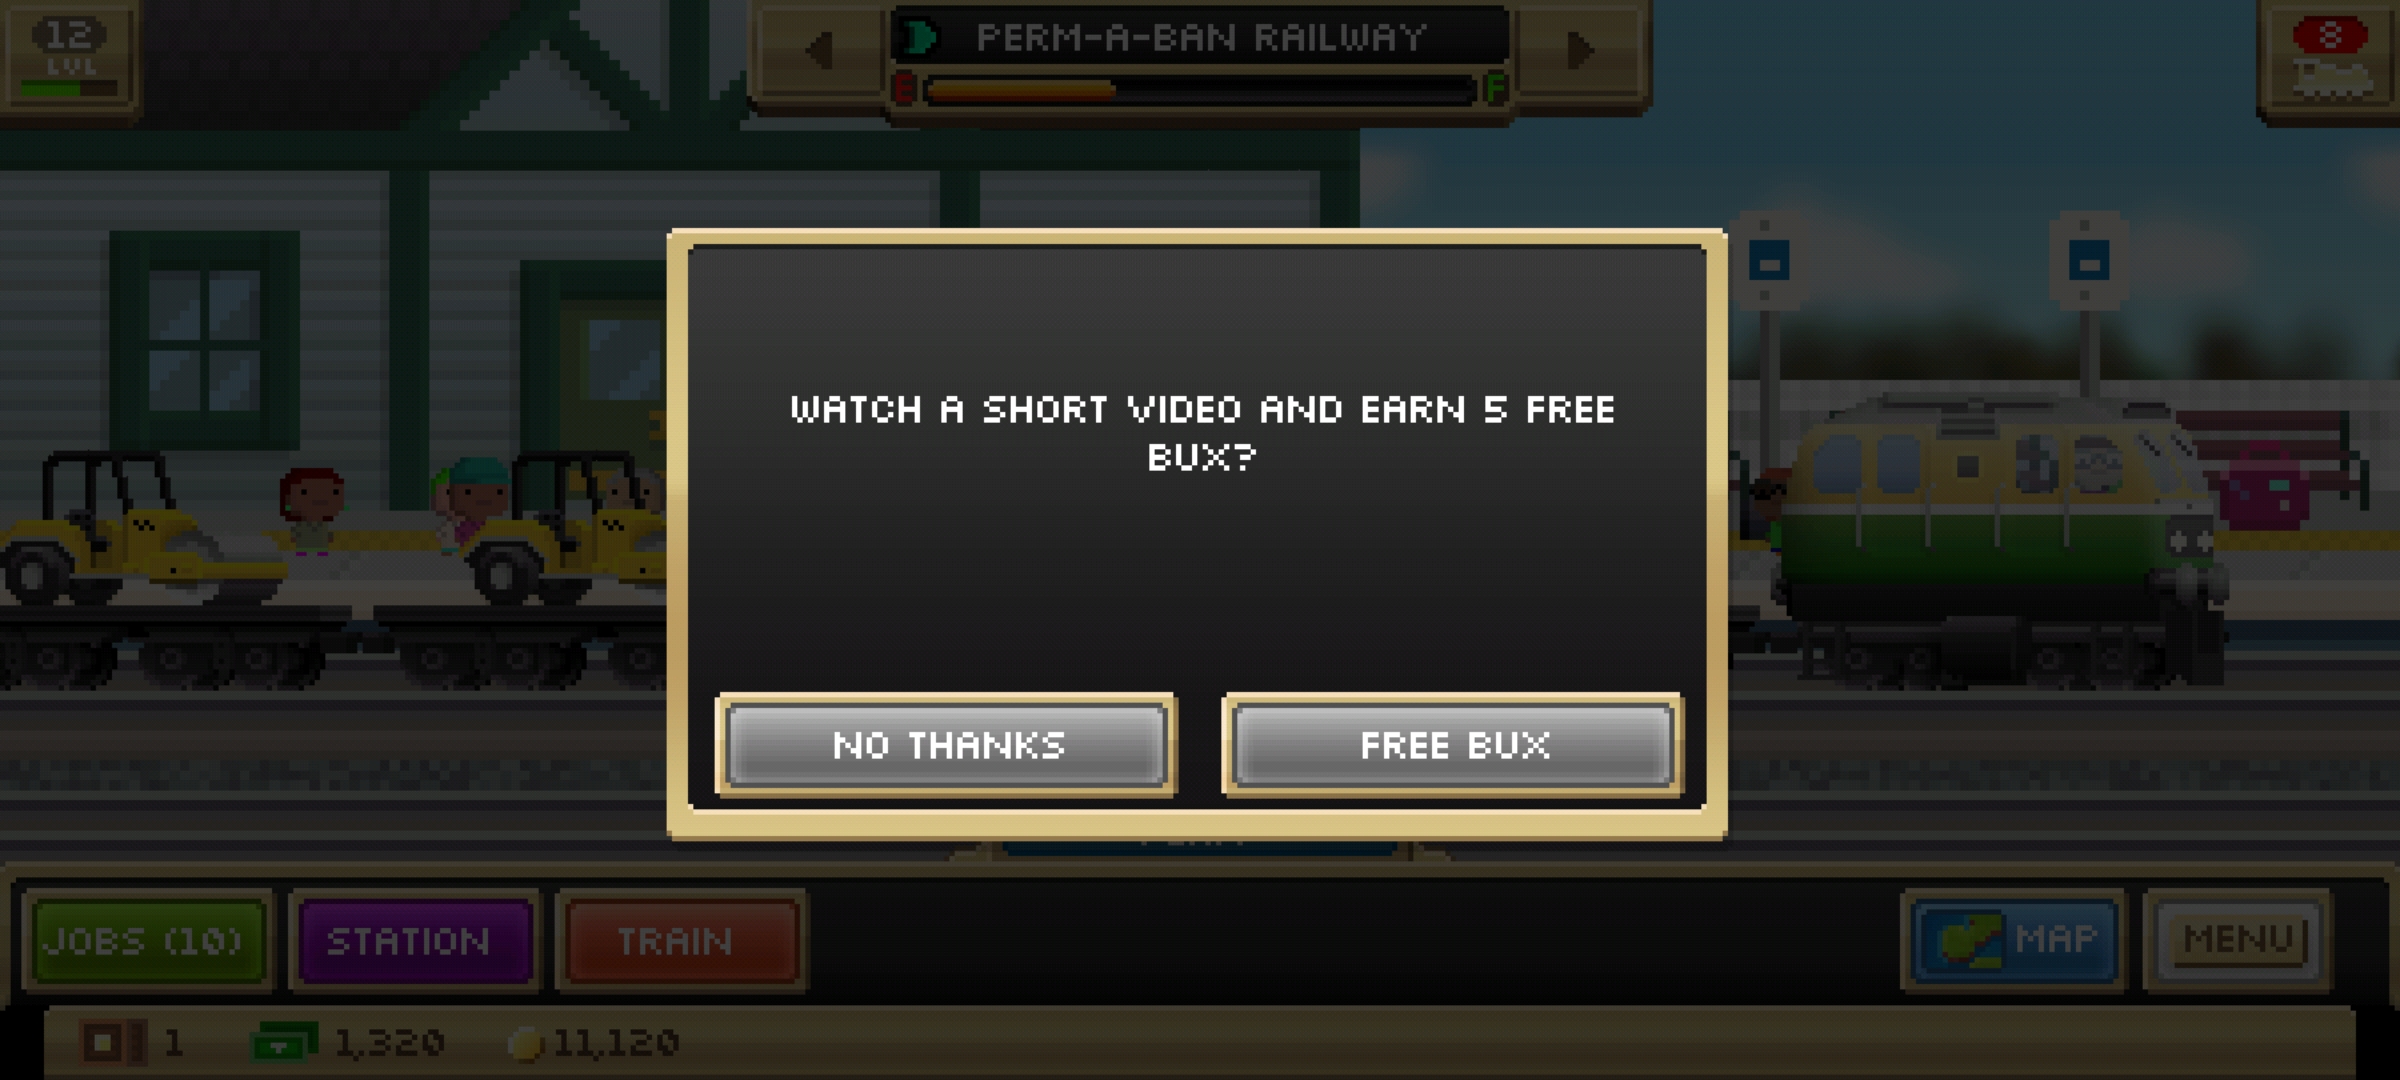 12
LVL
PERM-A-BAN RAILWAY
E F
8
WATCH A SHORT VIDEO AND EARN 5 FREE
BUX?
NO THANKS
FREE BUX
JOBS (10)
STATION
TRAIN
MAP
MENU
1
1,320
11,120